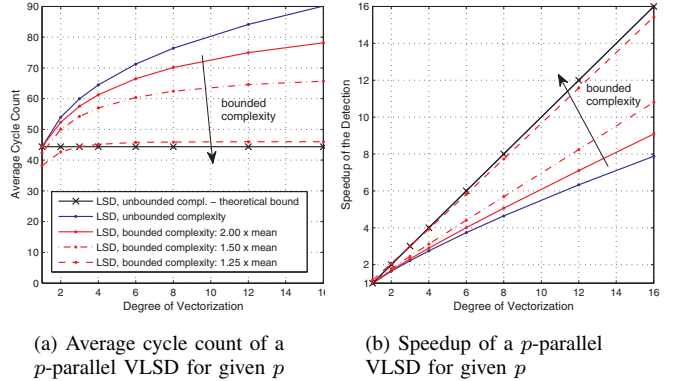 90
80
70
60
50
40
30
20
10
0
Average Cycle Count
bounded
complexity
LSD, unbounded compl. – theoretical bound
LSD, unbounded complexity
LSD, bounded complexity: 2.00 x mean
LSD, bounded complexity: 1.50 x mean
LSD, bounded complexity: 1.25 x mean
2 4 6 8 10 12 14 16
Degree of Vectorization
(a) Average cycle count of a
p-parallel VLSD for given p
16
14
12
10
8
6
4
2
1
Speedup of the Detection
bounded
complexity
1 2 4 6 8 10 12 14 16
Degree of Vectorization
(b) Speedup of a p-parallel
VLSD for given p